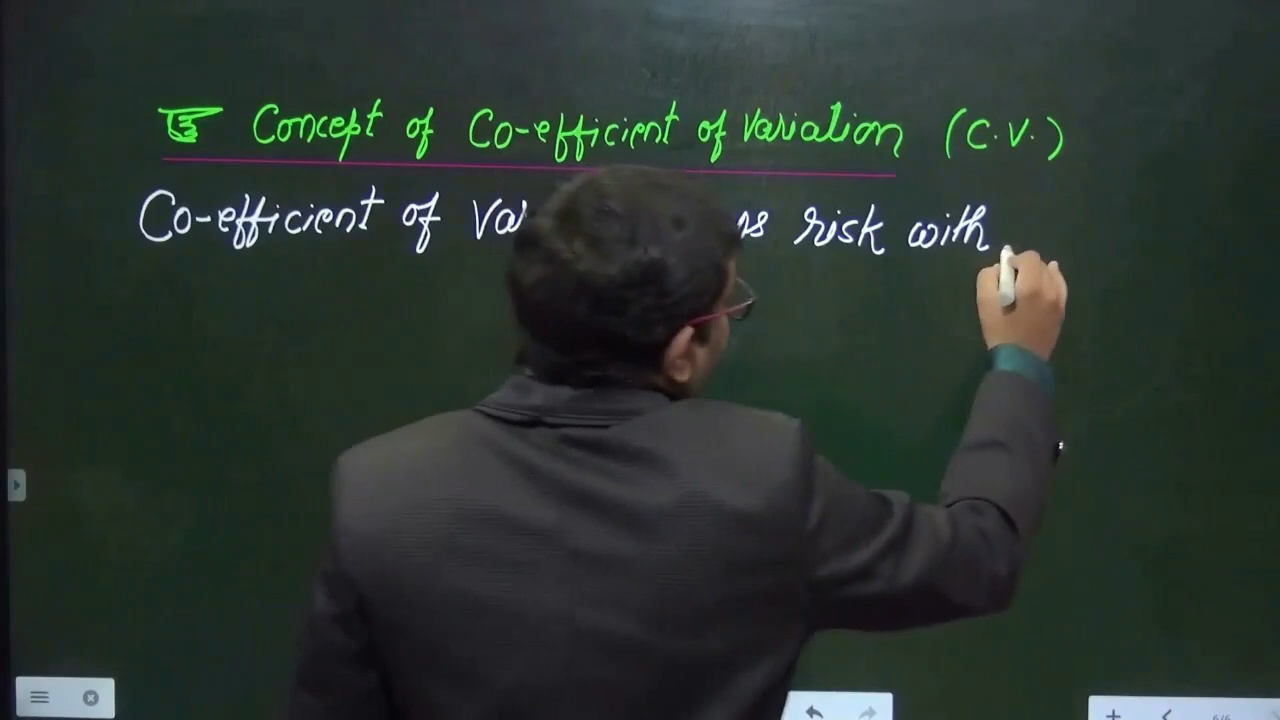 Concept of Co-efficient of Variation (C.V.)
Co-efficient of risk with